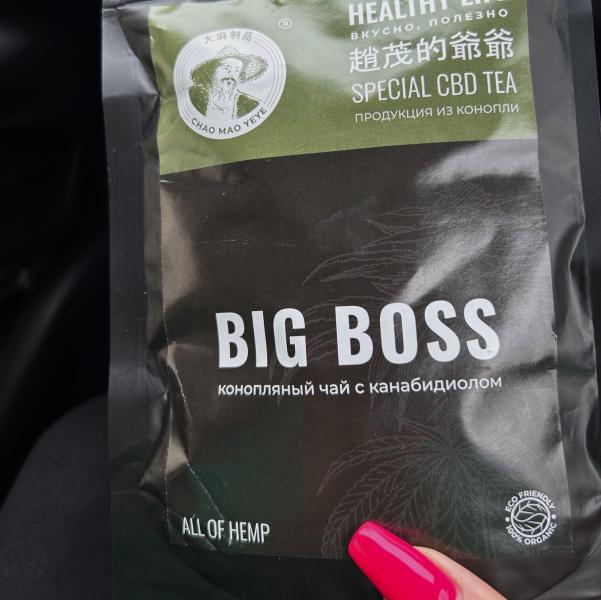 HEALTHY
ВКУСНО, ПОЛЕЗНО
趙茂的爺爺
SPECIAL CBD TEA
ПРОДУКЦИЯ ИЗ КОНОПЛИ
®
大麻制品
CHAO MAO YEYE
BIG BOSS
конопляный чай с канабидиолом
ALL OF HEMP
ECO FRIENDLY
100% ORGANIC